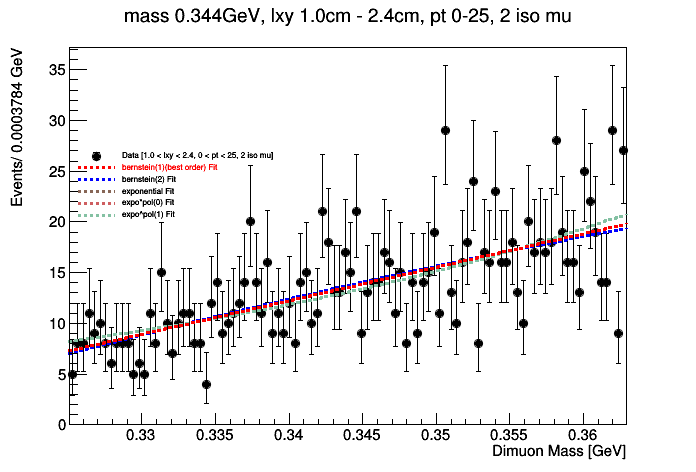 mass 0.344GeV, lxy 1.0cm - 2.4cm, pt 0-25, 2 iso mu
Events/ 0.0003784 GeV
35
30
25
20
15
10
5
0
Data [1.0 < lxy < 2.4, 0 < pt < 25, 2 iso mu]
bernstein(1)(best order) Fit
bernstein(2) Fit
exponential Fit
expo*pol(0) Fit
expo*pol(1) Fit
0.33
0.335
0.34
0.345
0.35
0.355
0.36
Dimuon Mass [GeV]